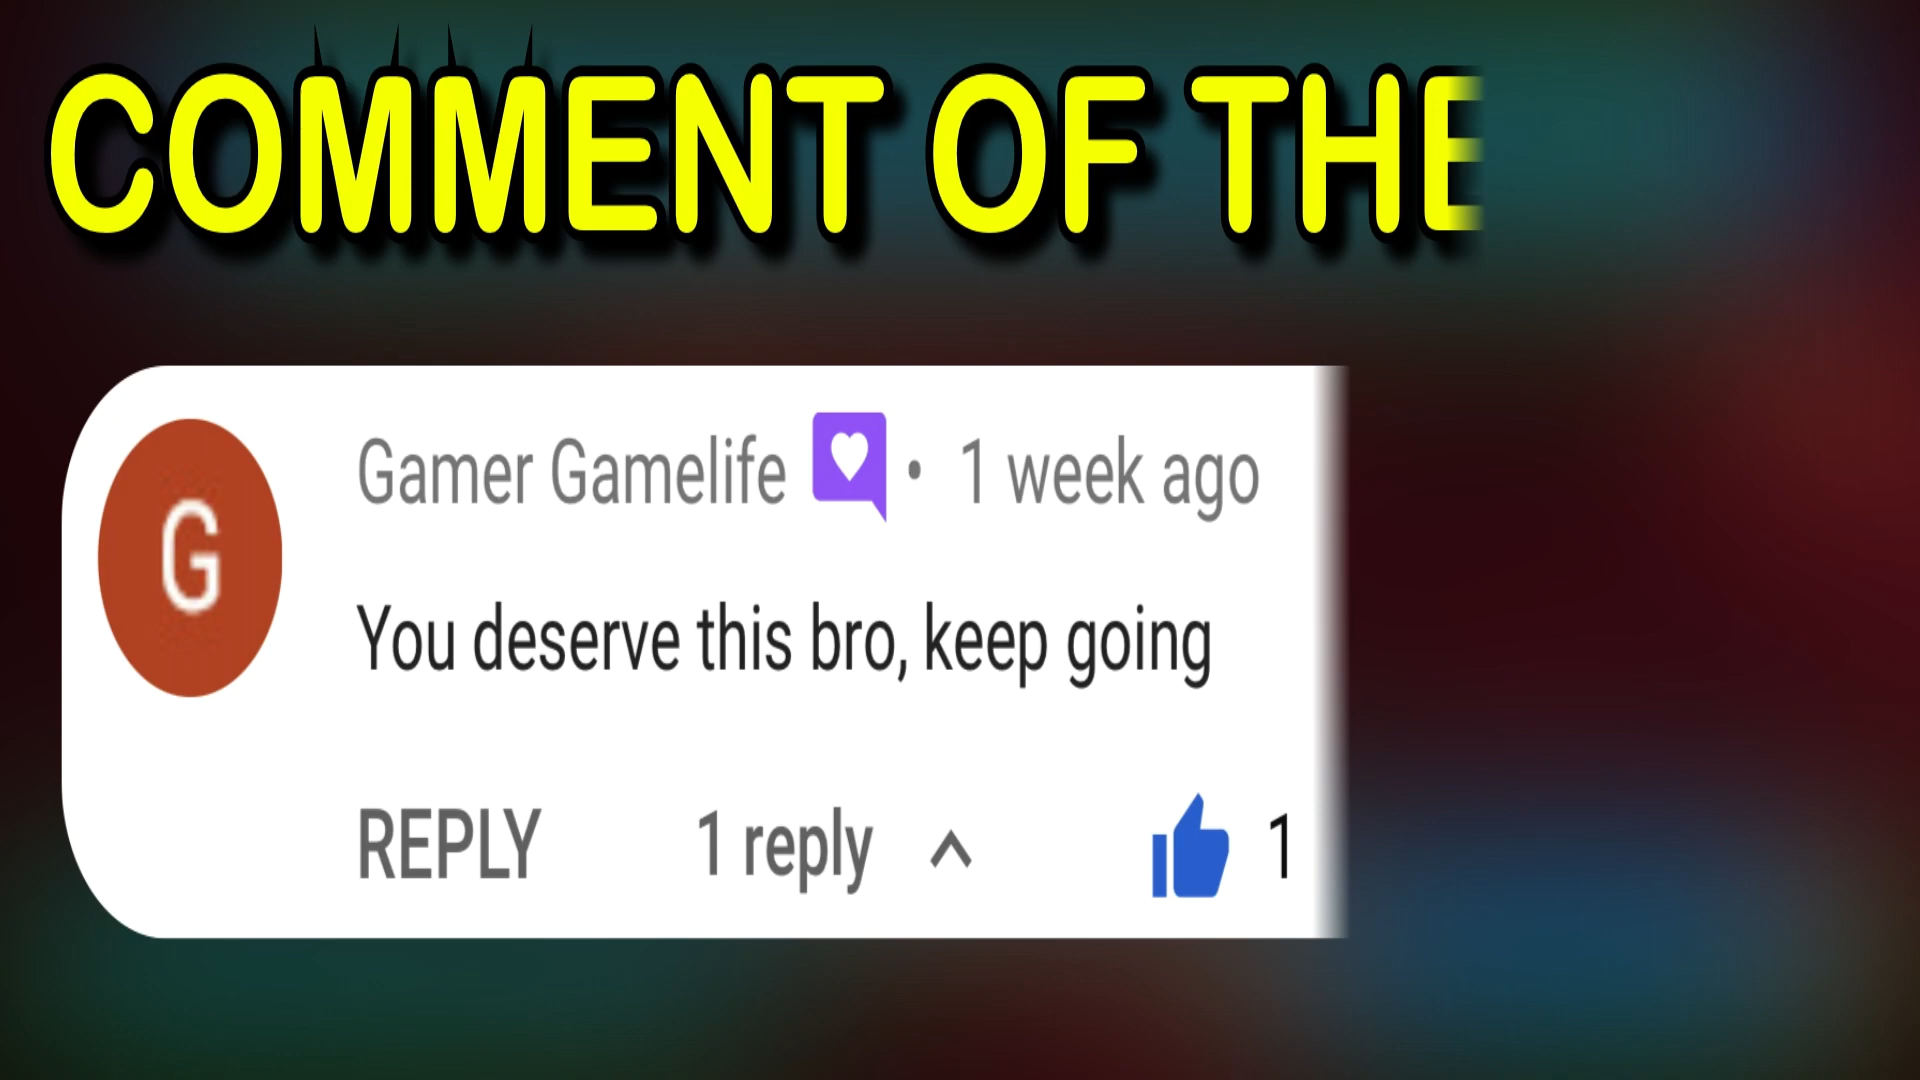 COMMENT OF THE
G
Gamer Gamelife • 1 week ago
You deserve this bro, keep going
REPLY 1 reply 1